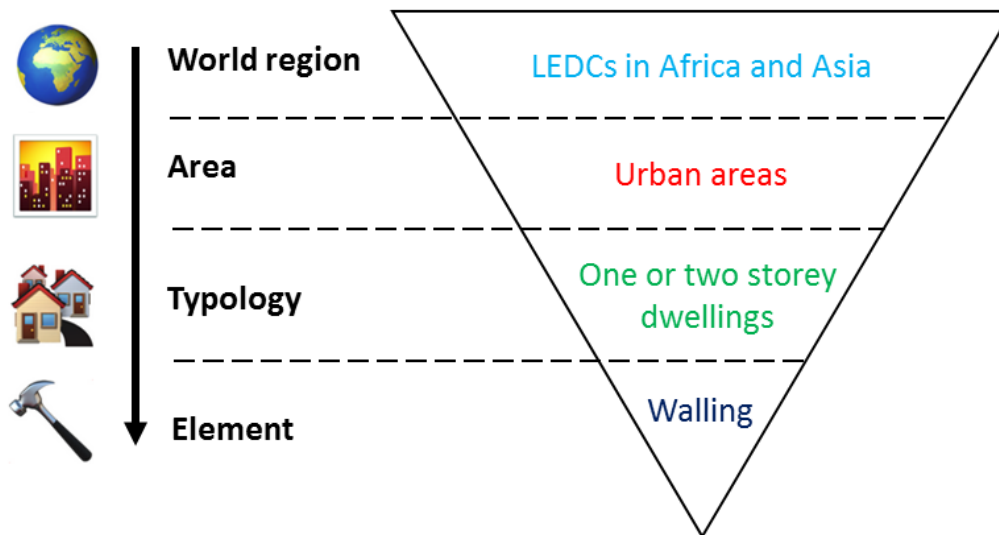 World region
LEDCs in Africa and Asia
Area
Urban areas
Typology
One or two storey
dwellings
Element
Walling